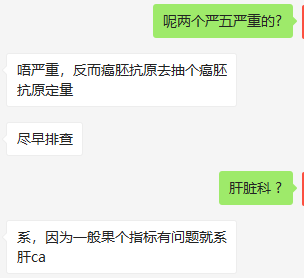 呢两个严五严重的?
唔严重，反而癌胚抗原去抽个癌胚
抗原定量
尽早排查
肝脏科？
系，因为一般果个指标有问题就系
肝ca